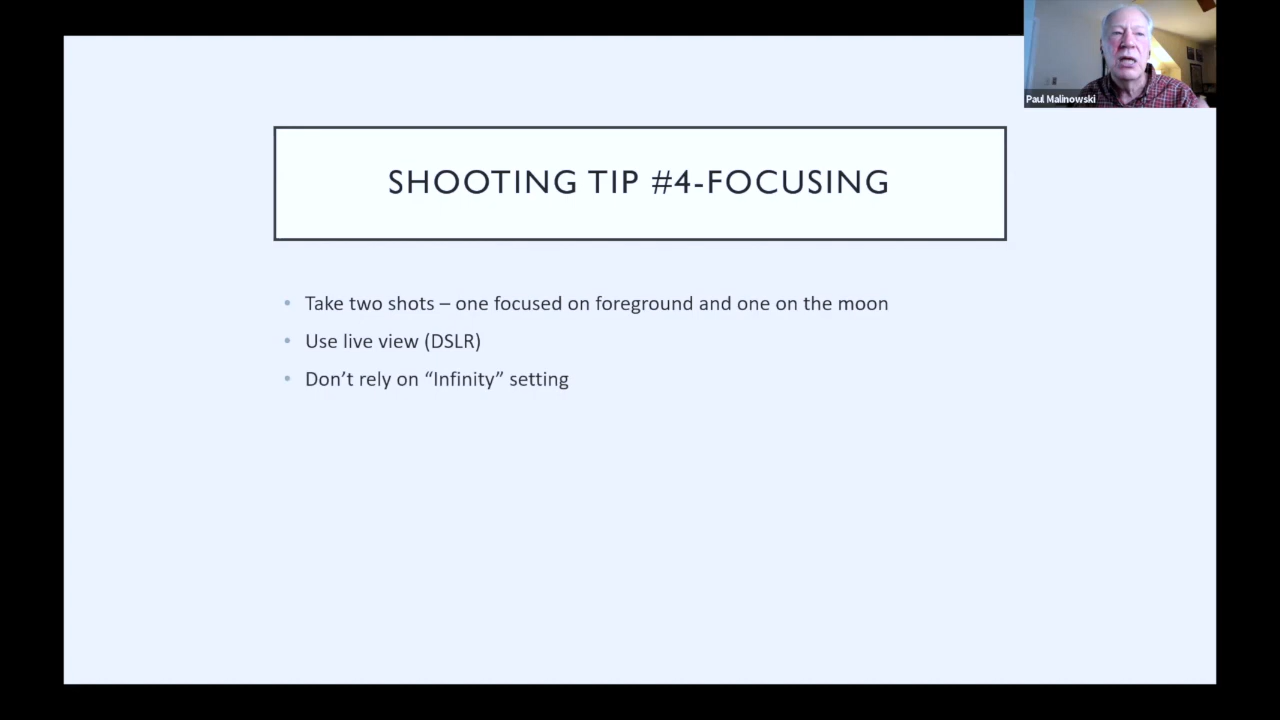 Paul Malinowski
SHOOTING TIP #4-FOCUSING
• Take two shots – one focused on foreground and one on the moon
• Use live view (DSLR)
• Don’t rely on “Infinity” setting